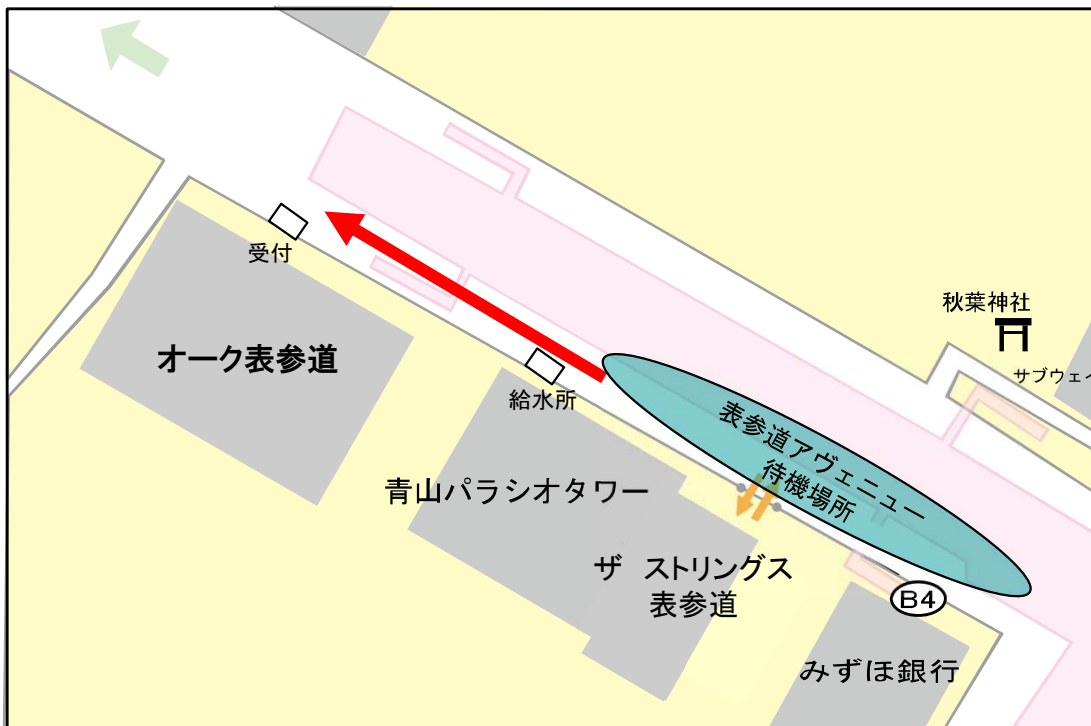 受付
オーク表参道
給水所
秋葉神社
サブウェイ
表参道アヴェニュー
待機場所
青山パラシオタワー
ザ ストリングス
表参道
B4
みずほ銀行